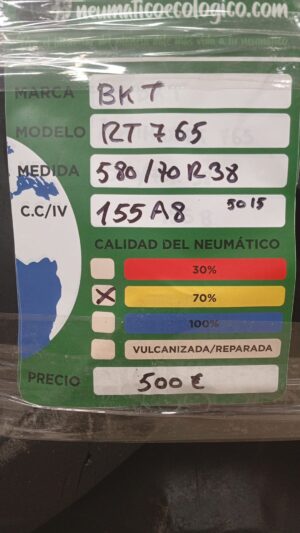 #neumaticoecologico.com
MARCA BKT
MODELO RT 765
MEDIDA 580/70R38
C.C/IV 155A8 5015
CALIDAD DEL NEUMÁTICO
30%
X 70%
100%
VULCANIZADA/REPARADA
PRECIO 500€